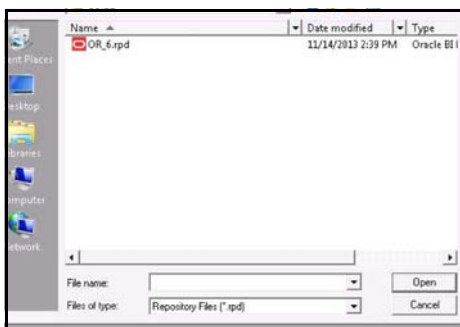 Name Date modified Type
OR_6.rpd 11/14/2013 2:39 PM Oracle BI I
ent Places
esktop
ibraries
omputer
etwork
File name: Open
Files of type: Repository Files (*.rpd) Cancel